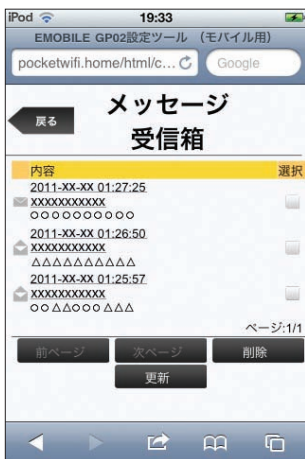 iPod 19:33
EMOBILE GP02設定ツール （モバイル用）
pocketwifi.home/html/c... Google
戻る
メッセージ
受信箱
内容 選択
2011-XX-XX 01:27:25
XXXXXXXXXXX
○○○○○○○○○○
2011-XX-XX 01:26:50
XXXXXXXXXXX
△△△△△△△△△△
2011-XX-XX 01:25:57
XXXXXXXXXXX
○○△△○○○△△△
ページ:1/1
前ページ 次ページ 削除
更新